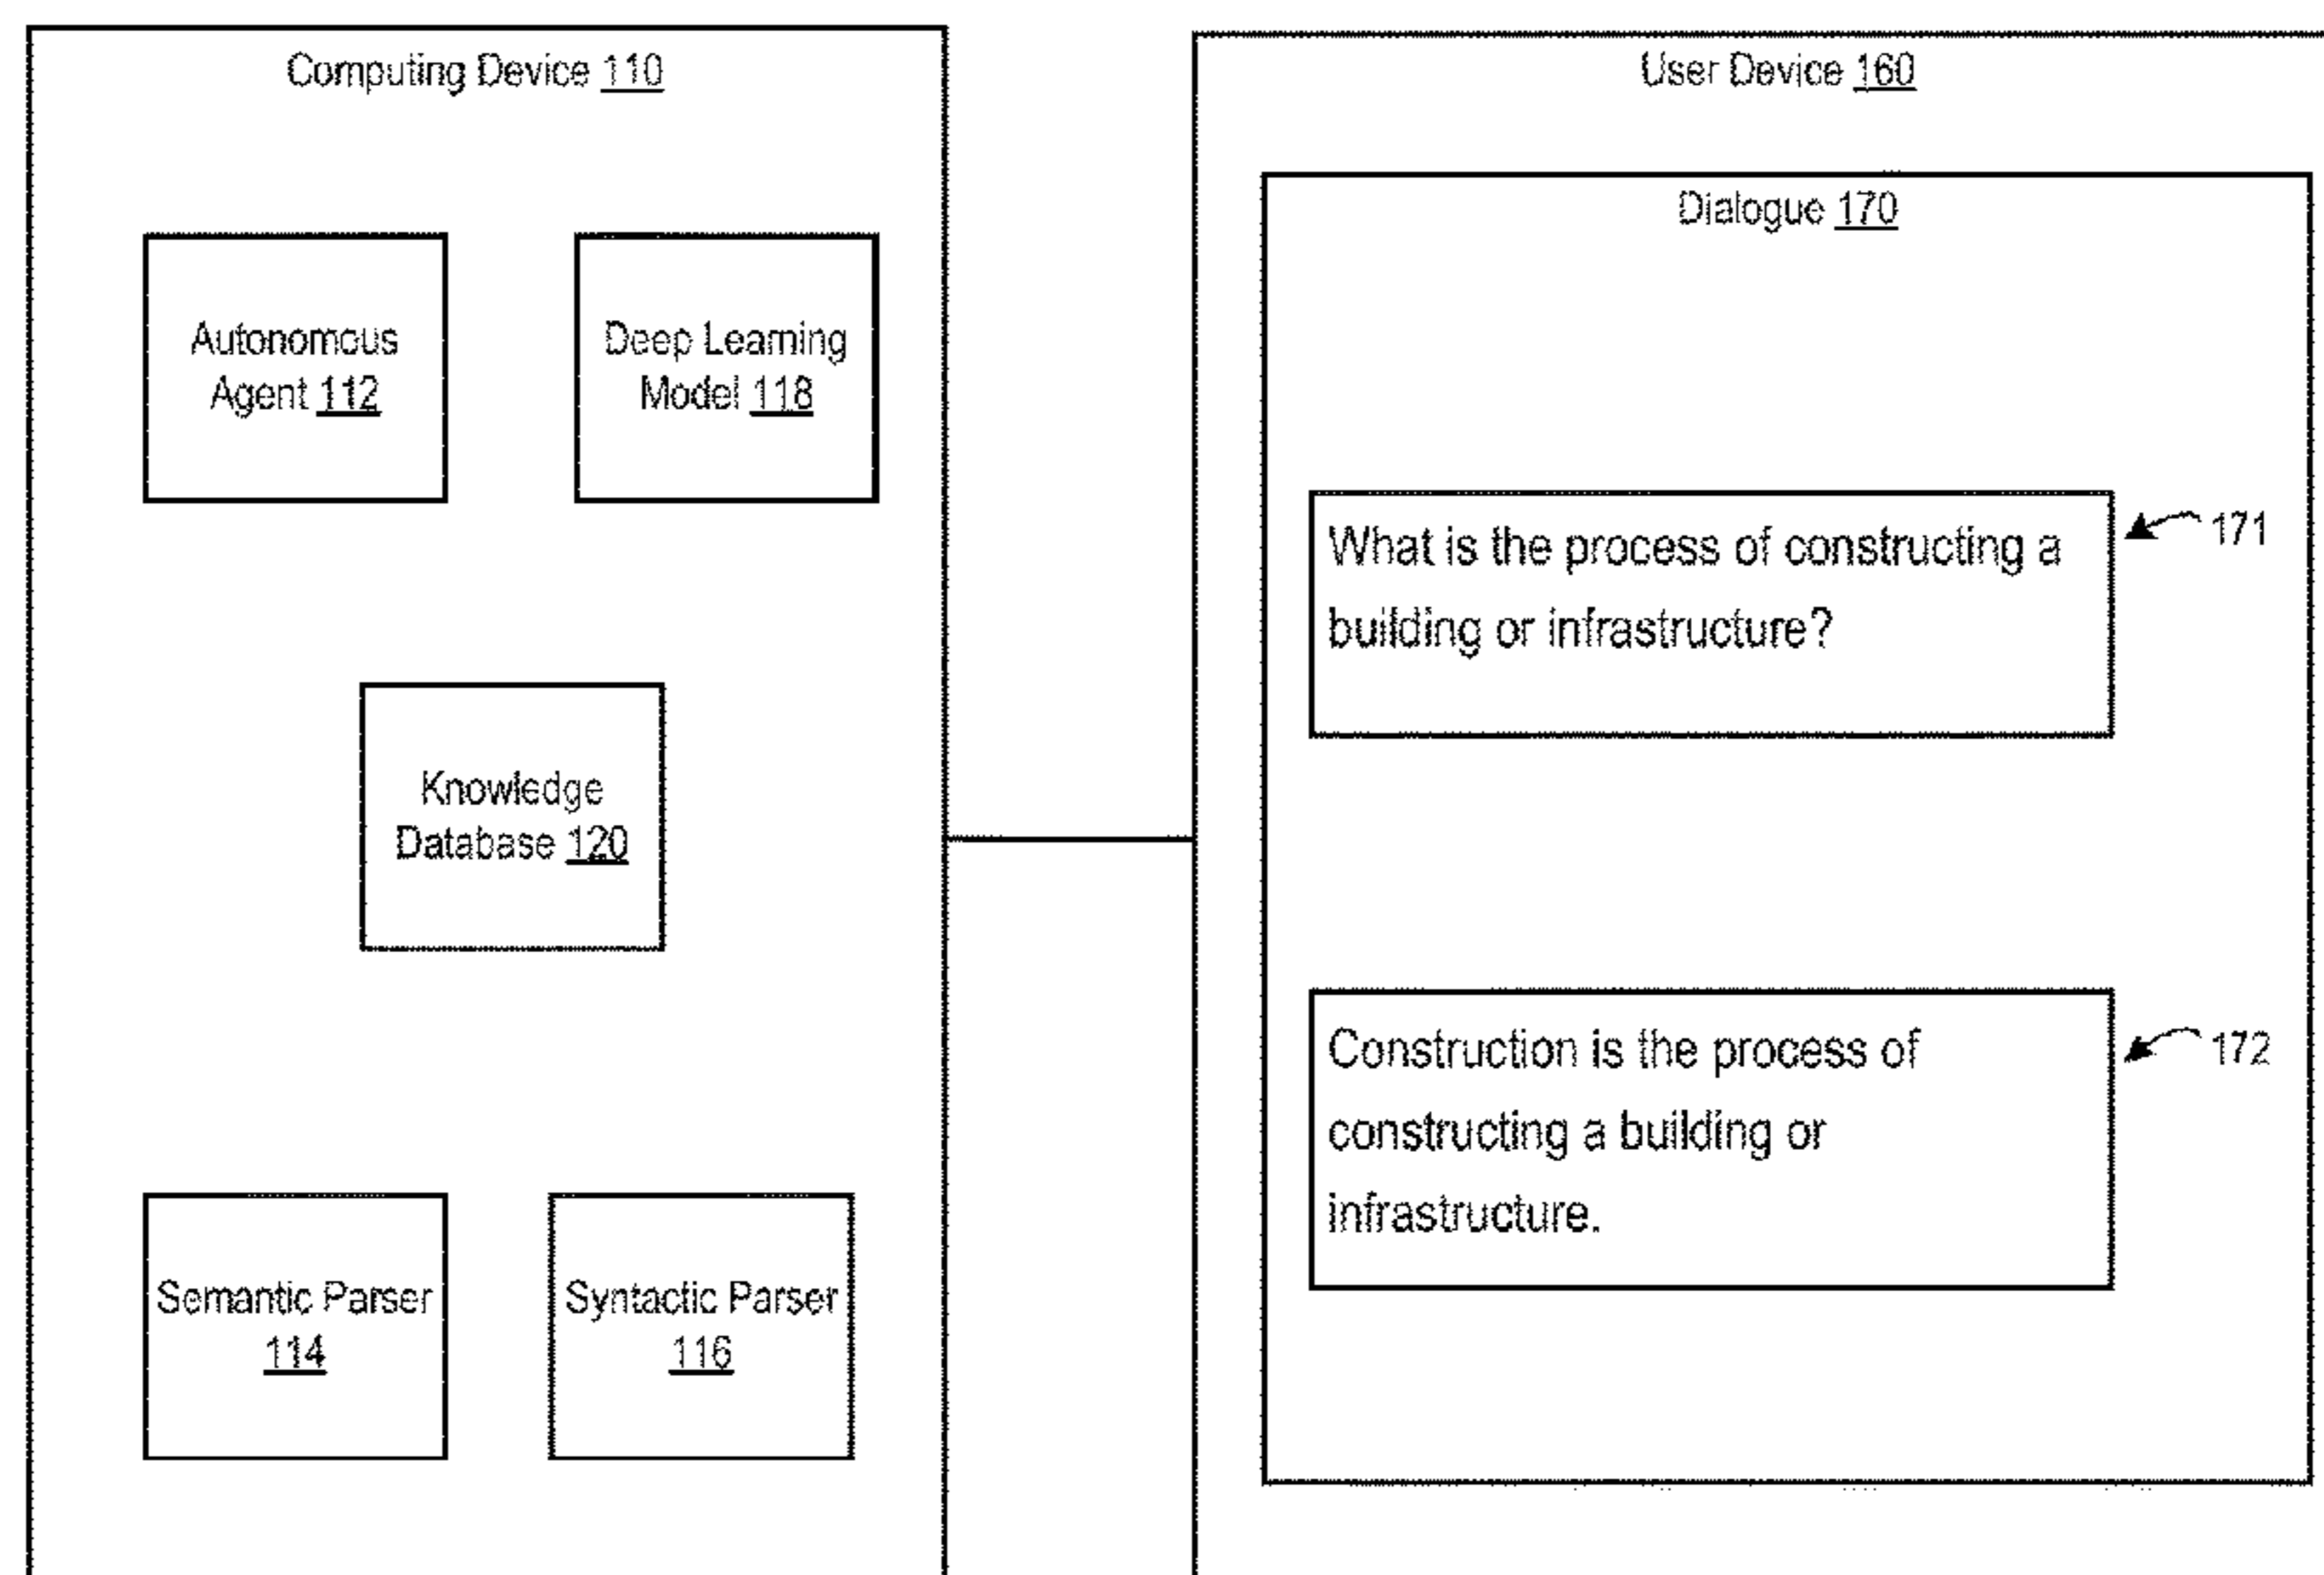 Computing Device 110
Autonomous
Agent 112
Deep Learning
Model 118
Knowledge
Database 120
Semantic Parser
114
Syntactic Parser
116
User Device 160
Dialogue 170
What is the process of constructing a
building or infrastructure?
171
Construction is the process of
constructing a building or
infrastructure.
172